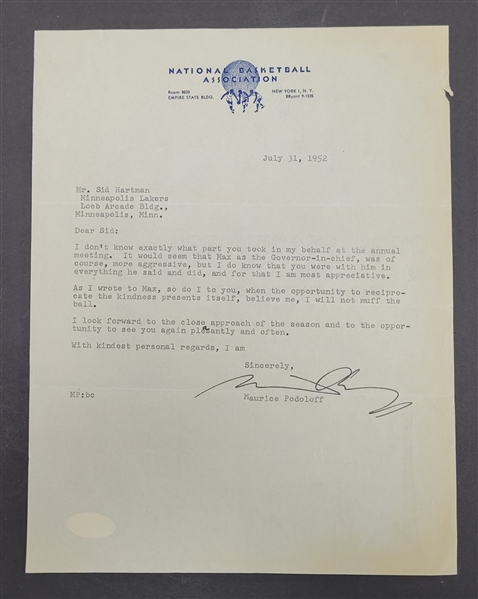 NATIONAL BASKETBALL
ASSOCIATION
Room 8020
EMPIRE STATE BLDG.
NEW YORK 1, N. Y.
BRyant 9-1535
July 31, 1952
Mr. Sid Hartman
Minneapolis Lakers
Loeb Arcade Bldg.,
Minneapolis, Minn.
Dear Sid:
I don't know exactly what part you took in my behalf at the annual
meeting. It would seem that Max as the Governor-in-chief, was of
course, more aggressive, but I do know that you were with him in
everything he said and did, and for that I am most appreciative.
As I wrote to Max, so do I to you, when the opportunity to recipro-
cate the kindness presents itself, believe me, I will not muff the
ball.
I look forward to the close approach of the season and to the oppor-
tunity to see you again plesantly and often.
With kindest personal regards, I am
Sincerely,
Maurice Podoloff
MP:bc